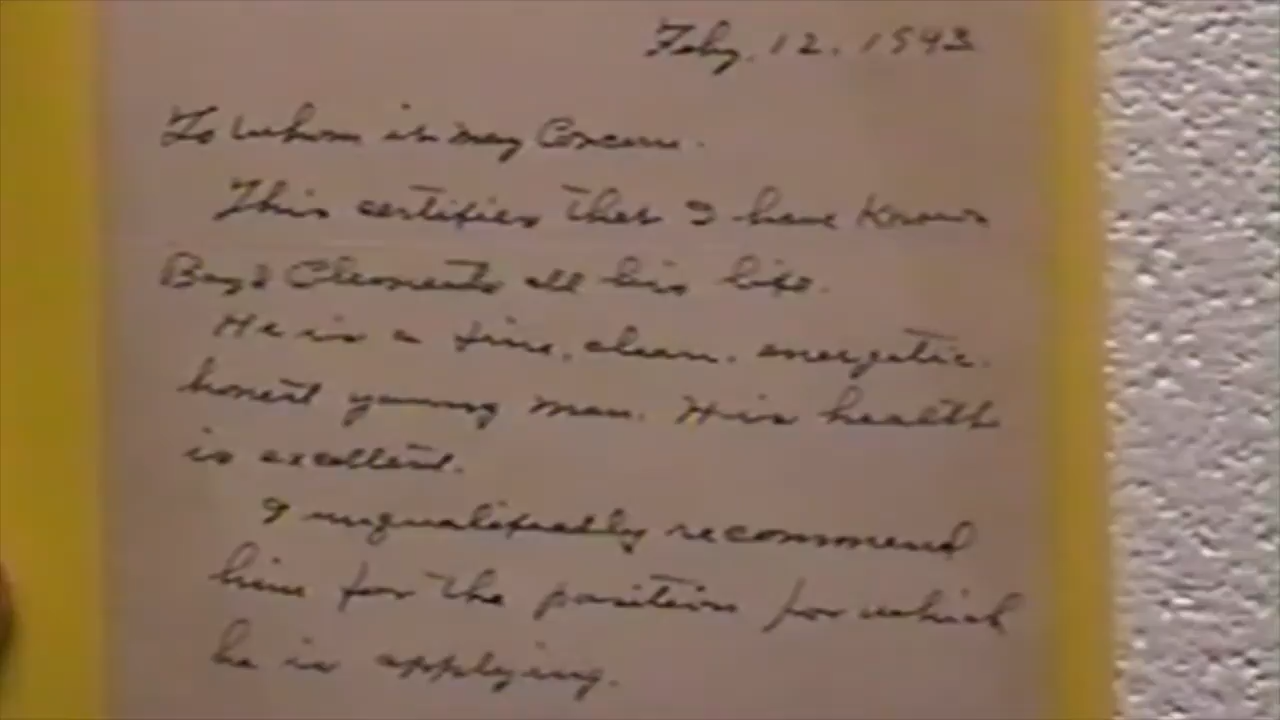 Feby. 12. 1943
To whom it may Concern.
This certifies that I have known
Boyd Clements all his life.
He is a fine, clean, energetic.
honest young man. His health
is excellent.
I unqualifiedly recommend
him for the position for which
he is applying.